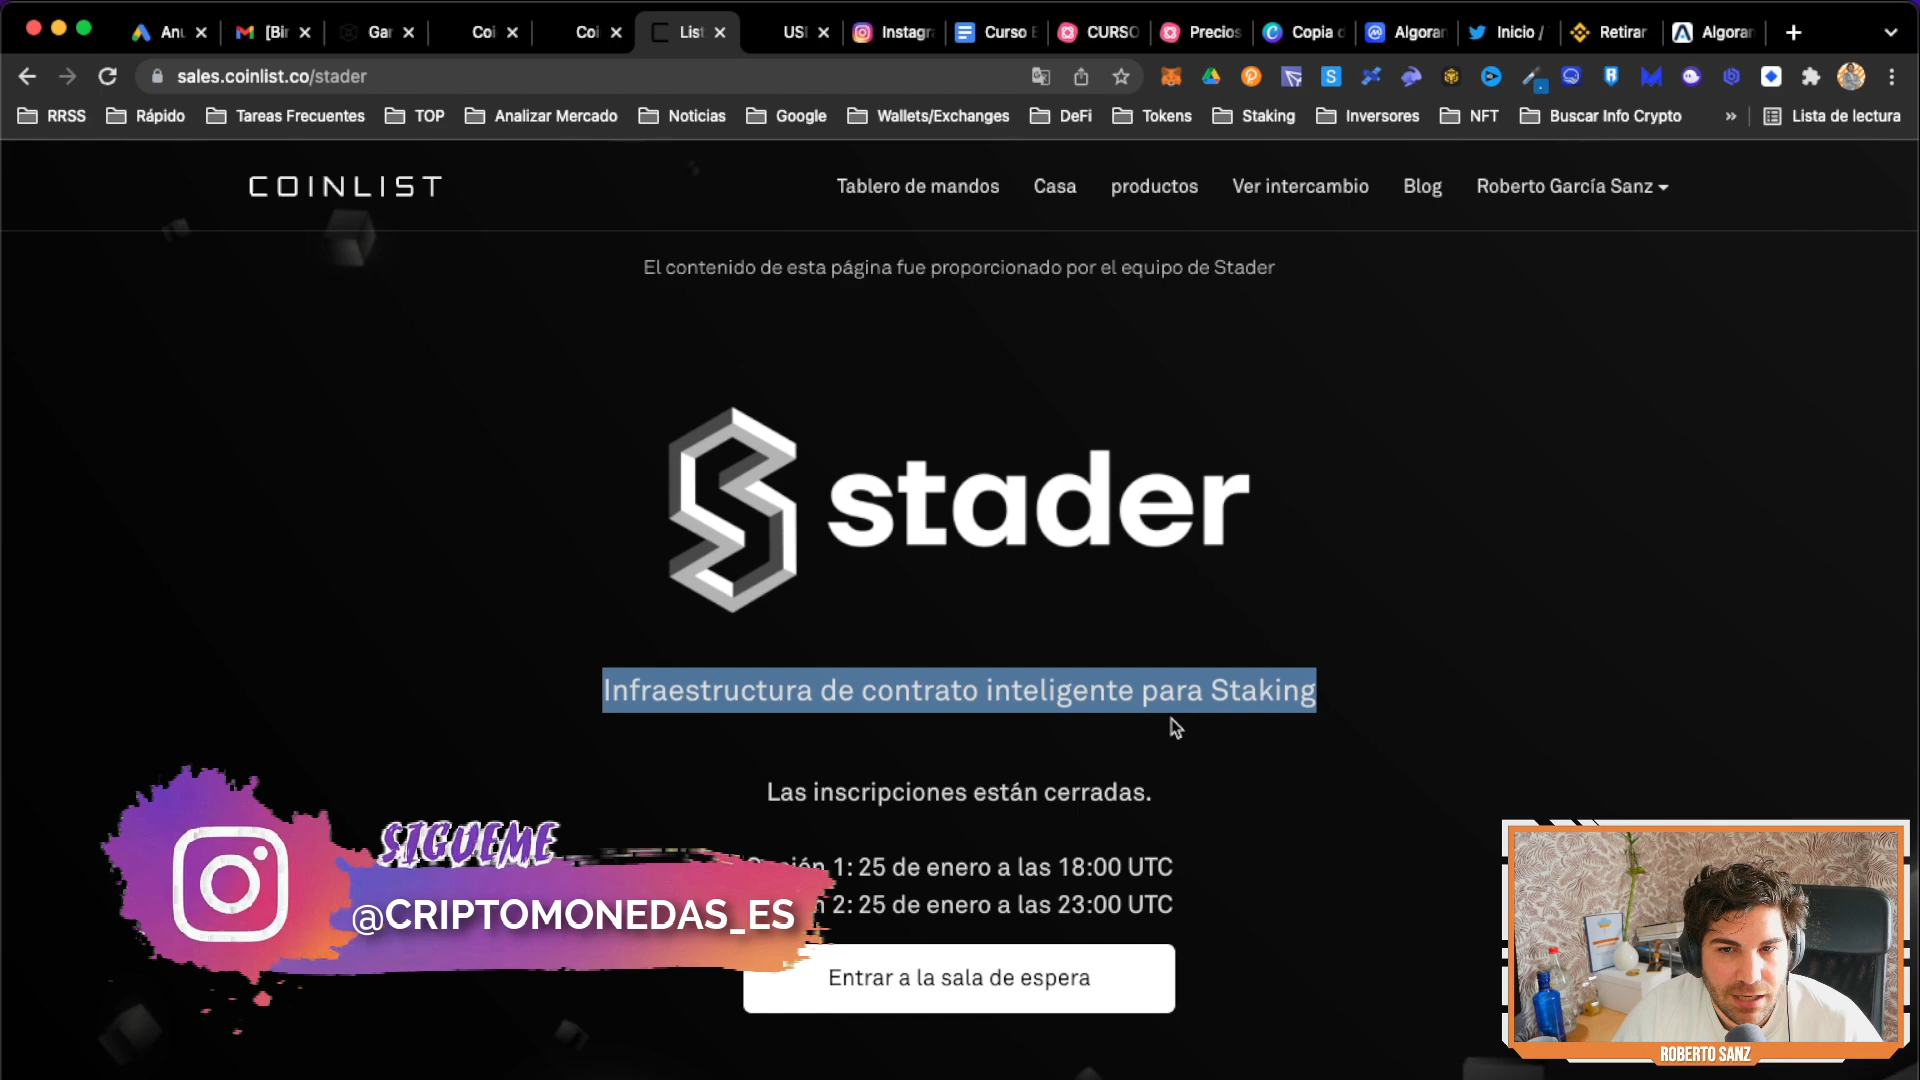 Anu
[Bin
Gar
Coi
Coi
List
USD
Instagr
Curso E
CURSO
Precios
Copia d
Algoran
Inicio /
Retirar
Algoran
sales.coinlist.co/stader
RRSS
Rápido
Tareas Frecuentes
TOP
Analizar Mercado
Noticias
Google
Wallets/Exchanges
DeFi
Tokens
Staking
Inversores
NFT
Buscar Info Crypto
»
Lista de lectura
COINLIST
Tablero de mandos
Casa
productos
Ver intercambio
Blog
Roberto García Sanz
El contenido de esta página fue proporcionado por el equipo de Stader
stader
Infraestructura de contrato inteligente para Staking
Las inscripciones están cerradas.
1: 25 de enero a las 18:00 UTC
2: 25 de enero a las 23:00 UTC
Entrar a la sala de espera
SIGUEME
@CRIPTOMONEDAS_ES
ROBERTO SANZ